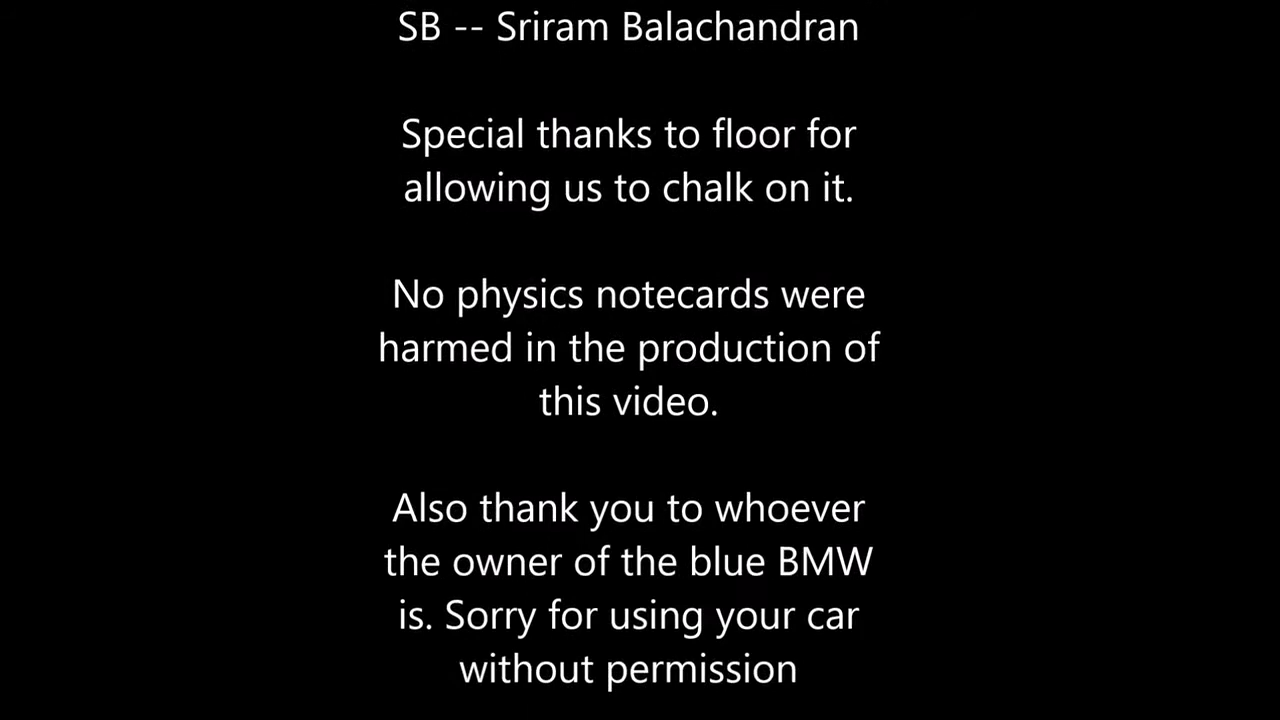 SB -- Sriram Balachandran
Special thanks to floor for
allowing us to chalk on it.
No physics notecards were
harmed in the production of
this video.
Also thank you to whoever
the owner of the blue BMW
is. Sorry for using your car
without permission